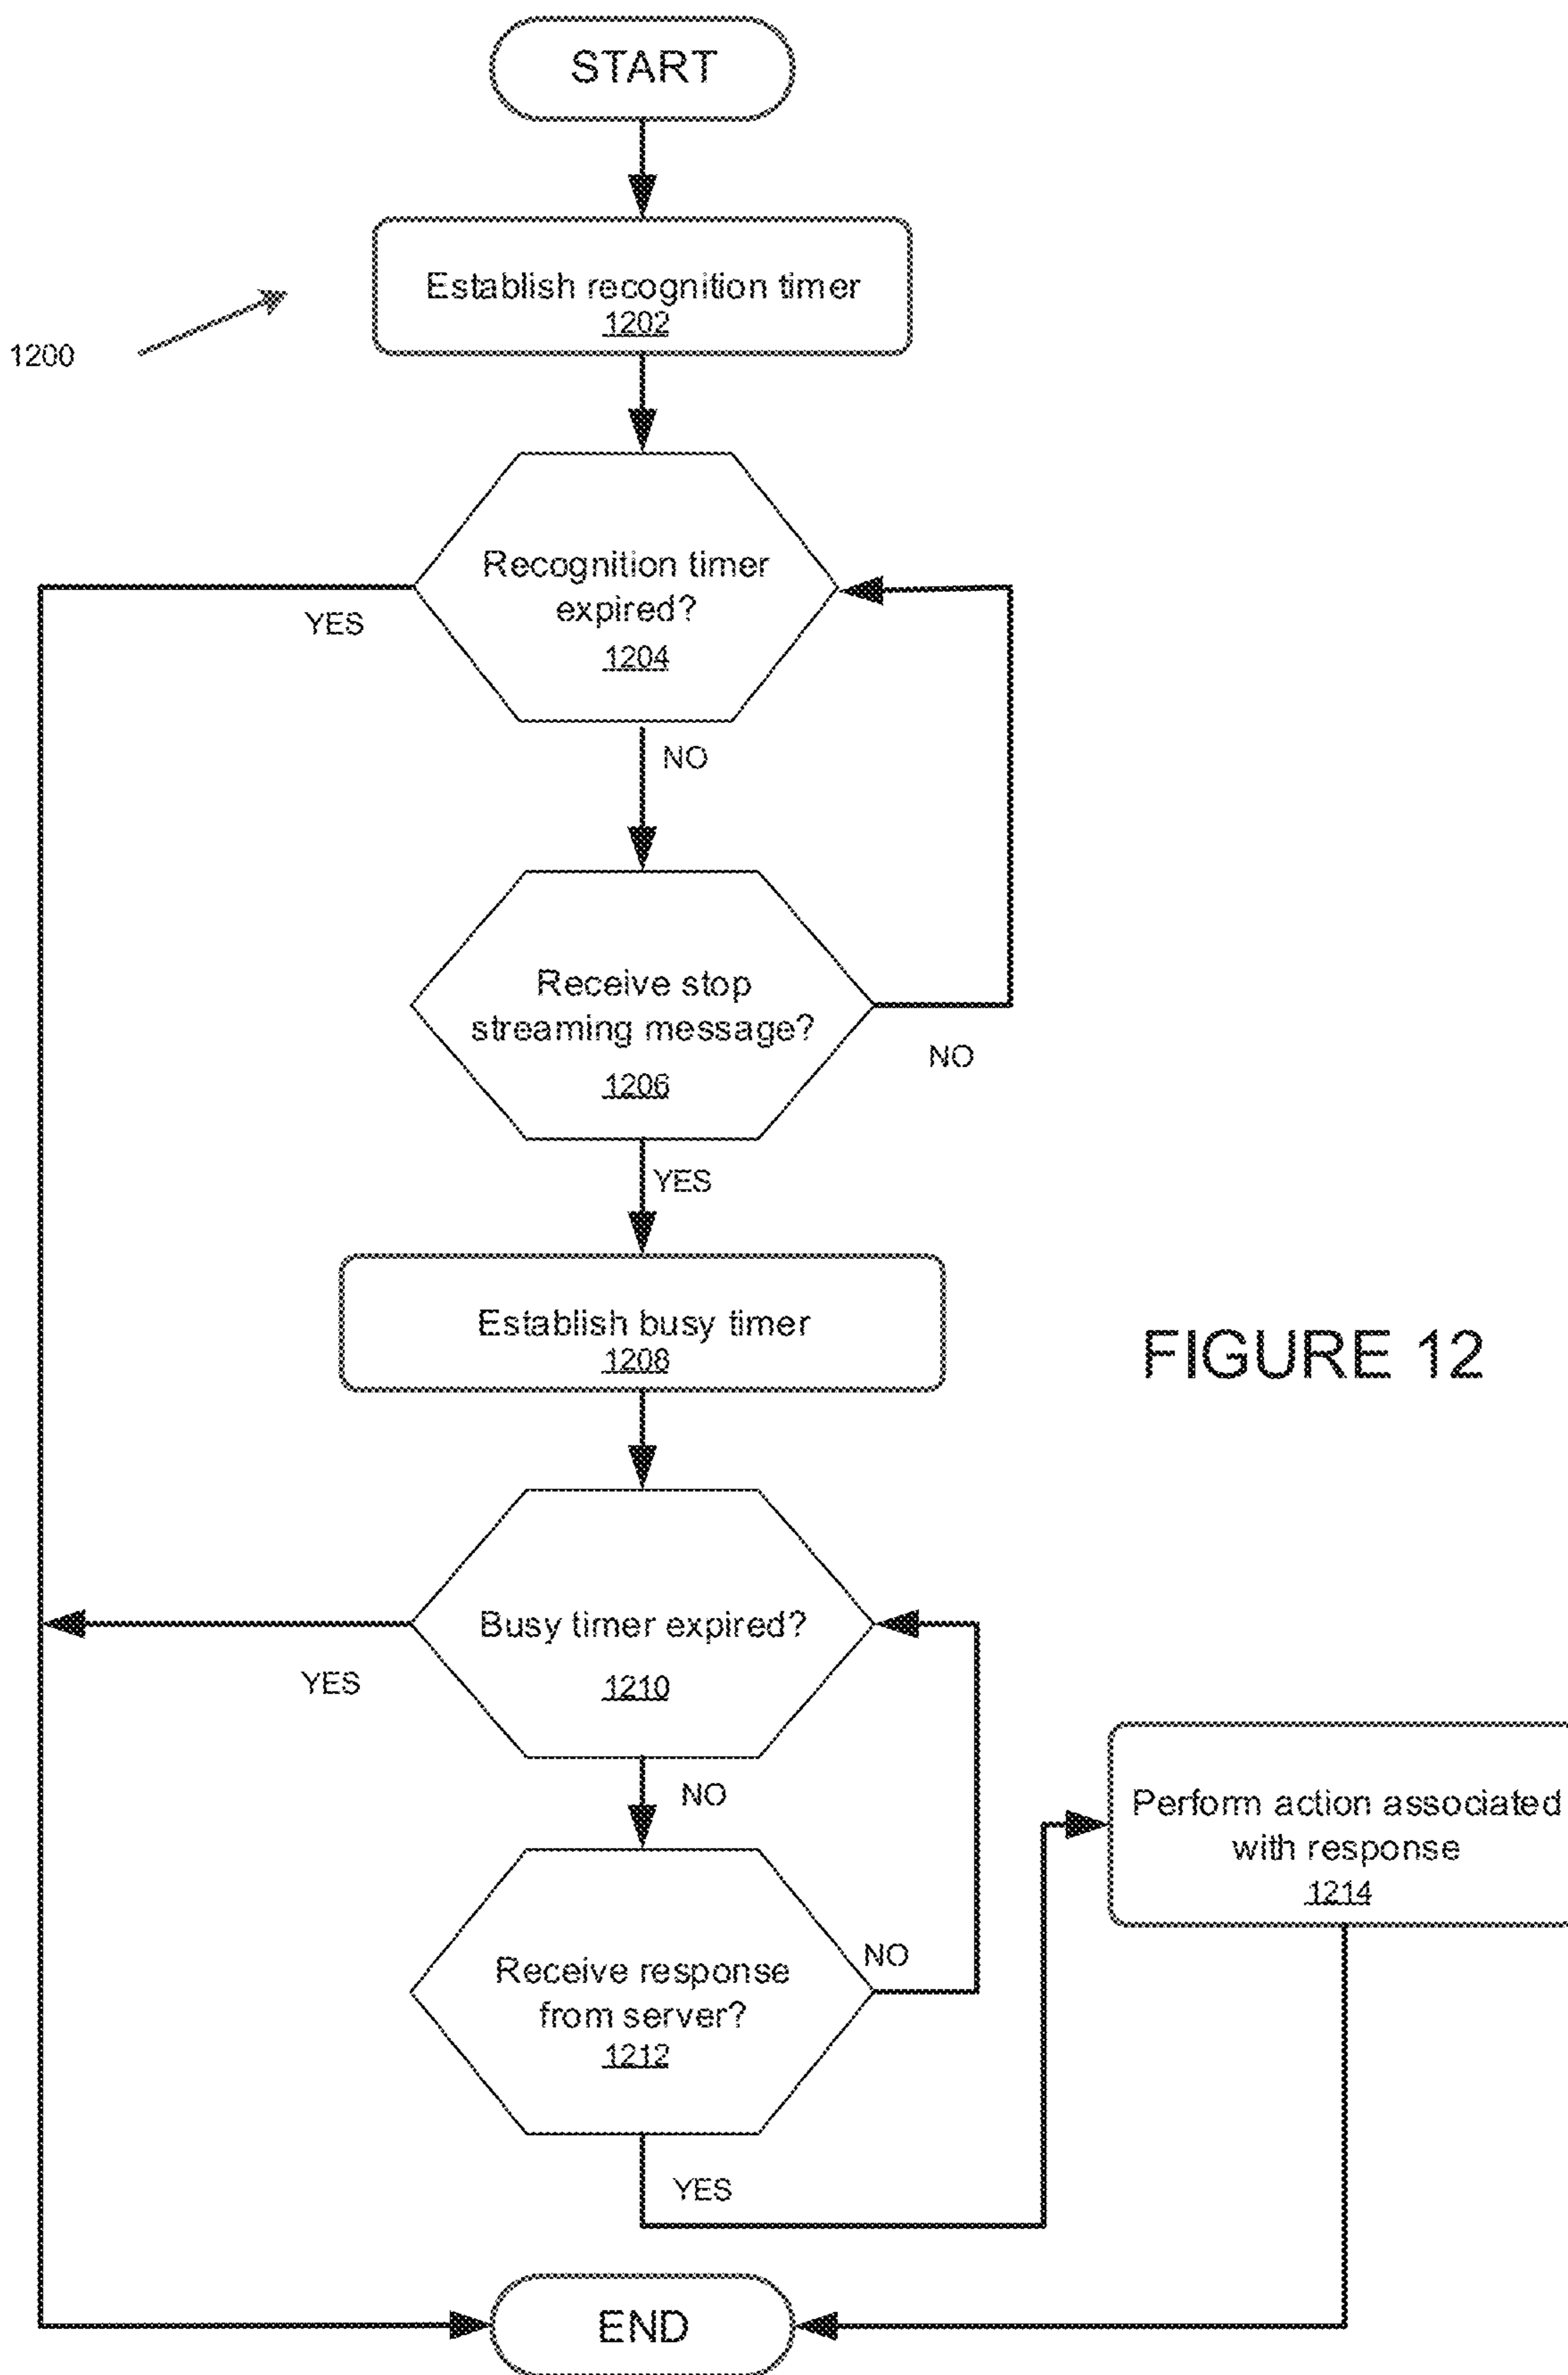 START
Establish recognition timer
1202
1200
Recognition timer
expired?
1204
YES
NO
Receive stop
streaming message?
1206
NO
YES
Establish busy timer
1208
FIGURE 12
Busy timer expired?
1210
YES
NO
Perform action associated
with response
1214
Receive response
from server?
1212
NO
YES
END